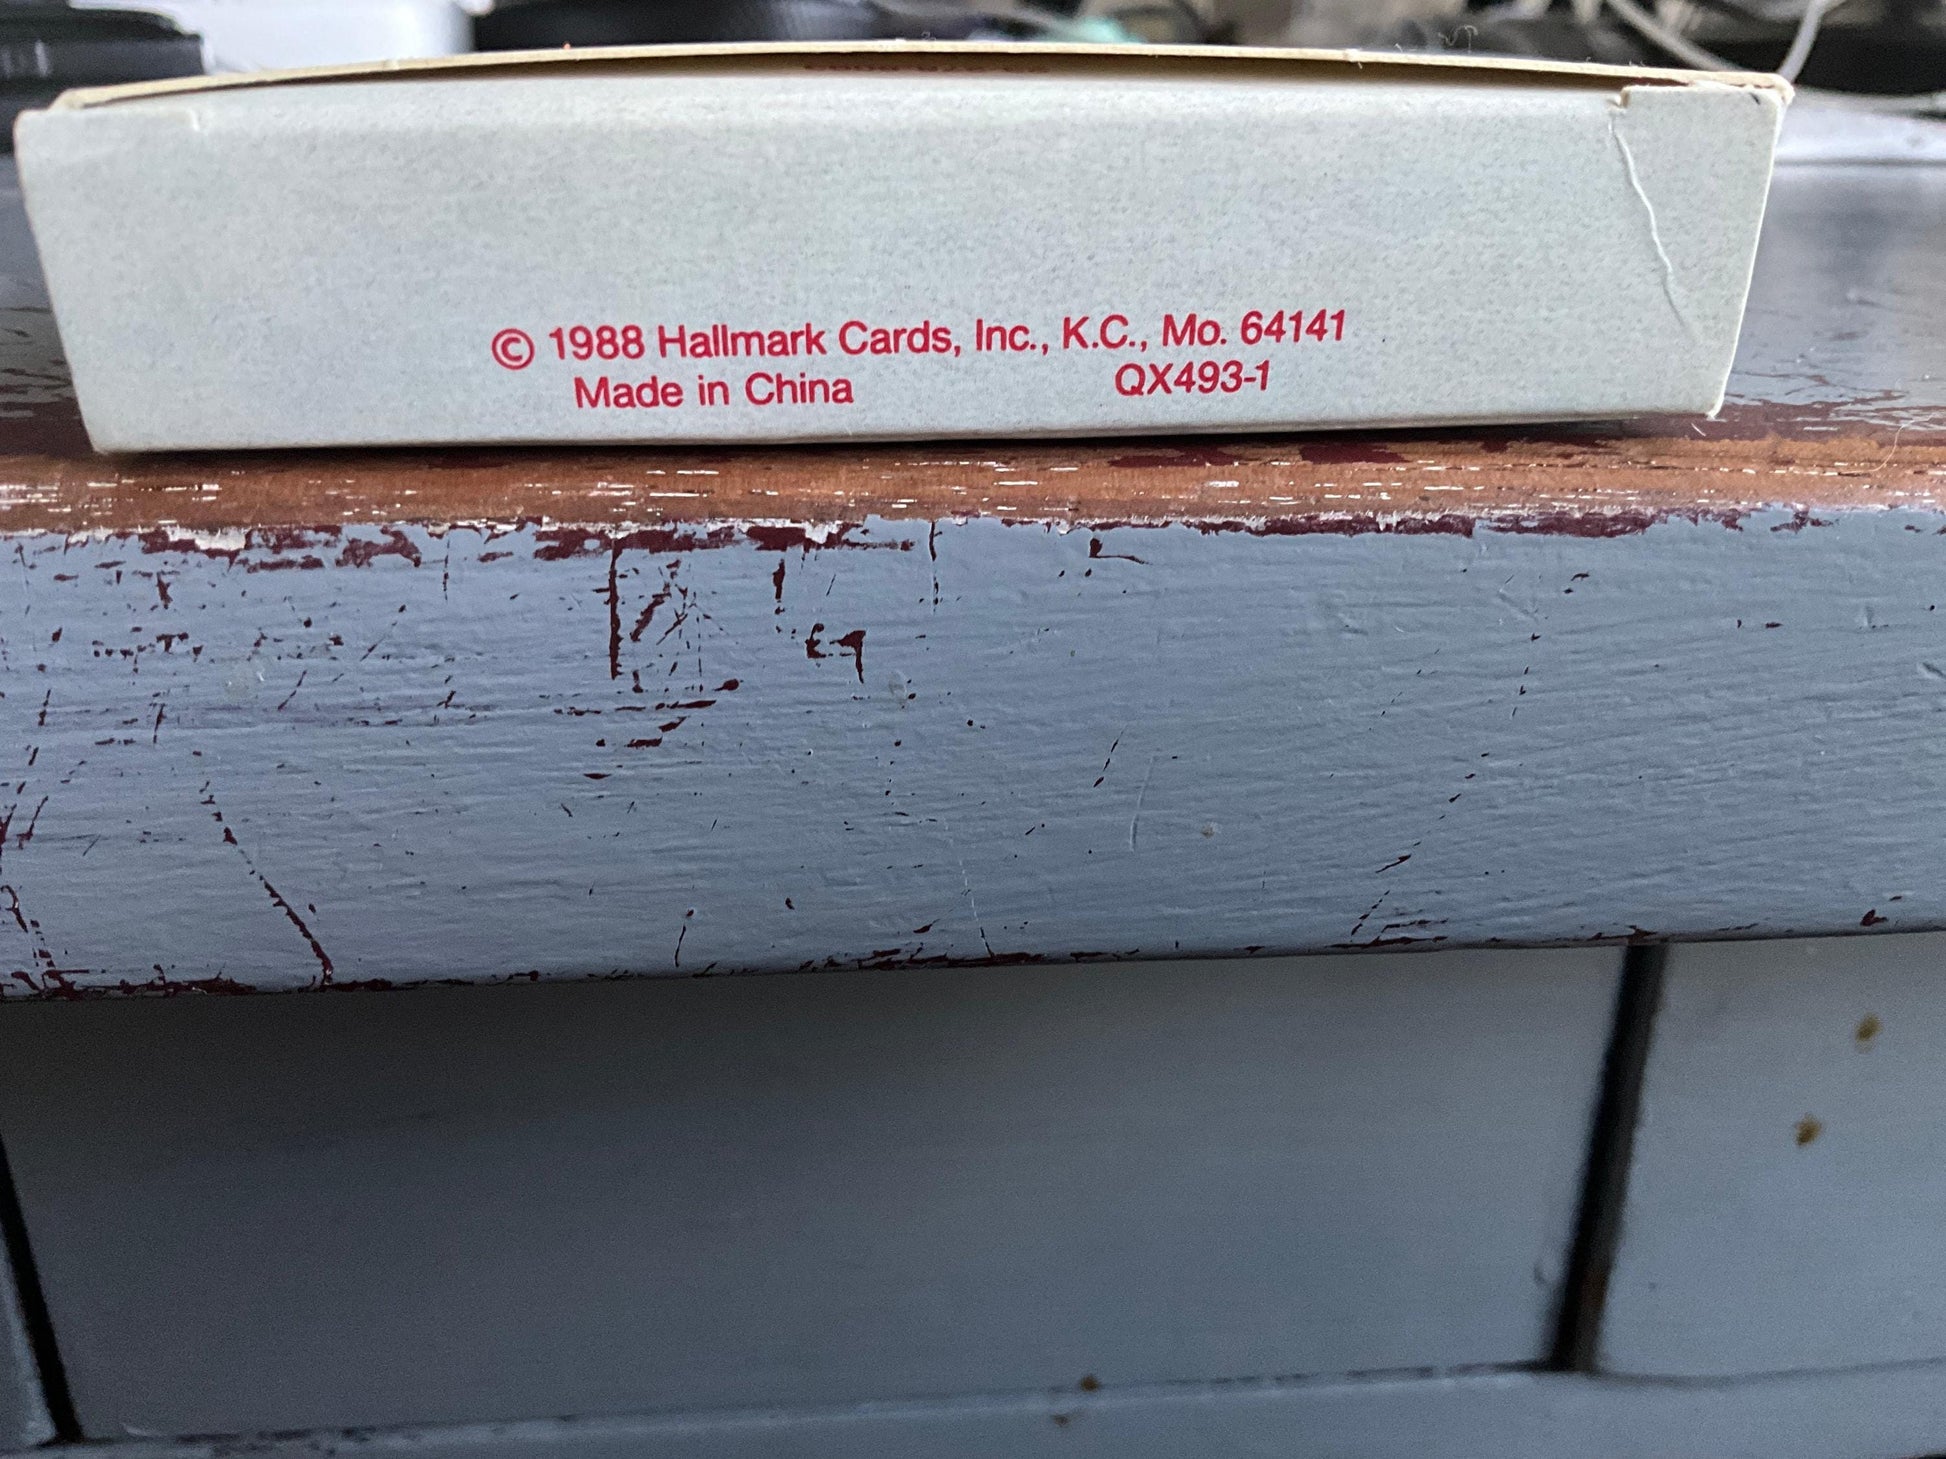 © 1988 Hallmark Cards, Inc., K.C., Mo. 64141
Made in China QX493-1